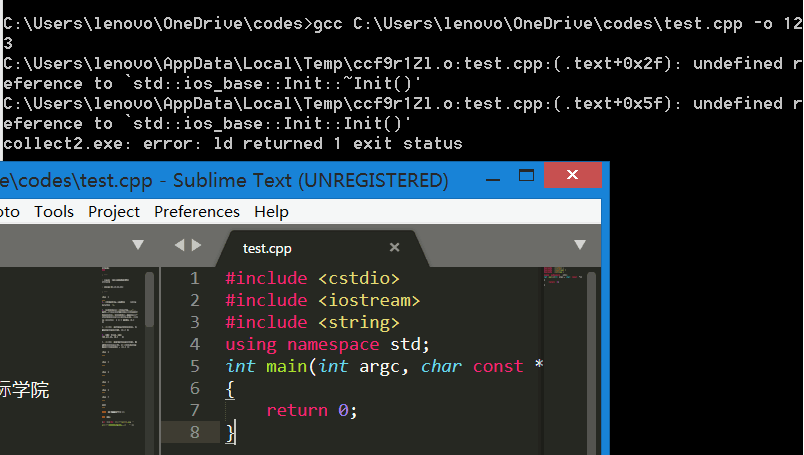 C:\Users\lenovo\OneDrive\codes>gcc C:\Users\lenovo\OneDrive\codes\test.cpp -o 12
3
C:\Users\lenovo\AppData\Local\Temp\ccf9r1Zl.o:test.cpp:(.text+0x2f): undefined r
eference to `std::ios_base::Init::~Init()'
C:\Users\lenovo\AppData\Local\Temp\ccf9r1Zl.o:test.cpp:(.text+0x5f): undefined r
eference to `std::ios_base::Init::Init()'
collect2.exe: error: ld returned 1 exit status
e\codes\test.cpp - Sublime Text (UNREGISTERED)
oto Tools Project Preferences Help
test.cpp
1 #include <cstdio>
2 #include <iostream>
3 #include <string>
4 using namespace std;
5 int main(int argc, char const *
6 {
7 return 0;
8 }
际学院